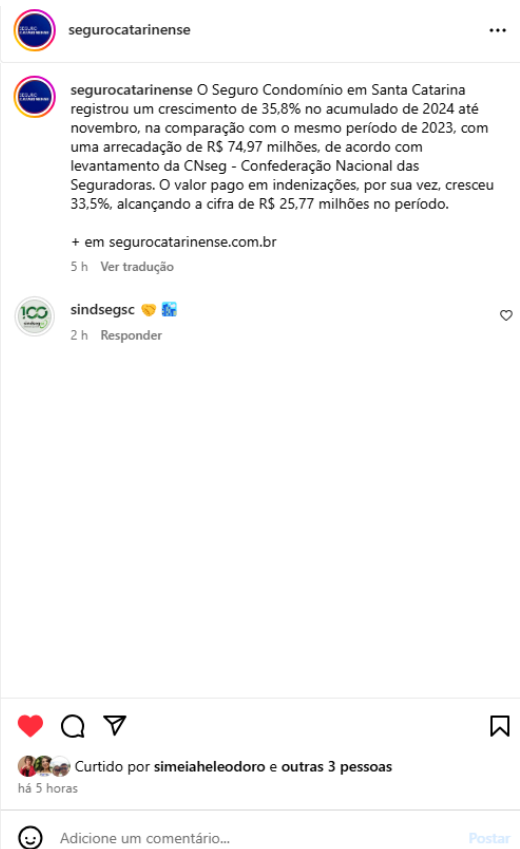 segurocatarinense
segurocatarinense O Seguro Condomínio em Santa Catarina
registrou um crescimento de 35,8% no acumulado de 2024 até
novembro, na comparação com o mesmo período de 2023, com
uma arrecadação de R$ 74,97 milhões, de acordo com
levantamento da CNseg - Confederação Nacional das
Seguradoras. O valor pago em indenizações, por sua vez, cresceu
33,5%, alcançando a cifra de R$ 25,77 milhões no período.
+ em segurocatarinense.com.br
5 h Ver tradução
100
sindsegsc 🤝 🌠
2 h Responder
Curtido por simeiaheleodoro e outras 3 pessoas
há 5 horas
Adicione um comentário... Postar